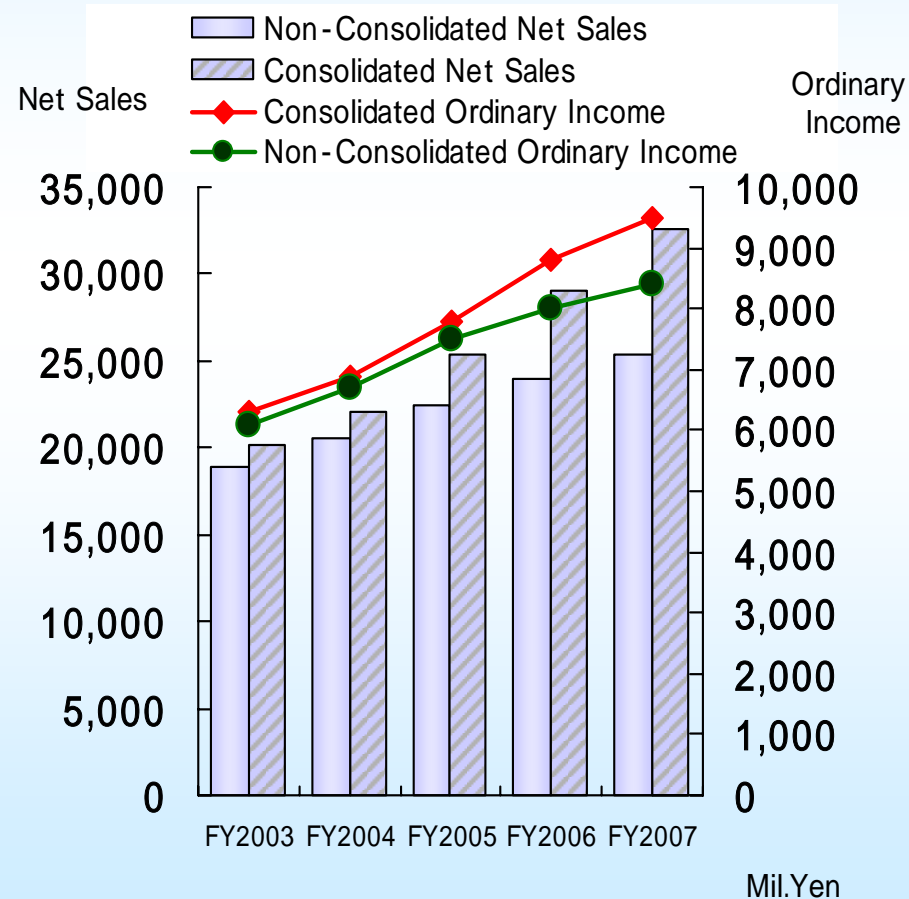 Non-Consolidated Net Sales
Consolidated Net Sales
Consolidated Ordinary Income
Non-Consolidated Ordinary Income
Net Sales
Ordinary
Income
35,000
30,000
25,000
20,000
15,000
10,000
5,000
0
10,000
9,000
8,000
7,000
6,000
5,000
4,000
3,000
2,000
1,000
0
FY2003 FY2004 FY2005 FY2006 FY2007
Mil.Yen